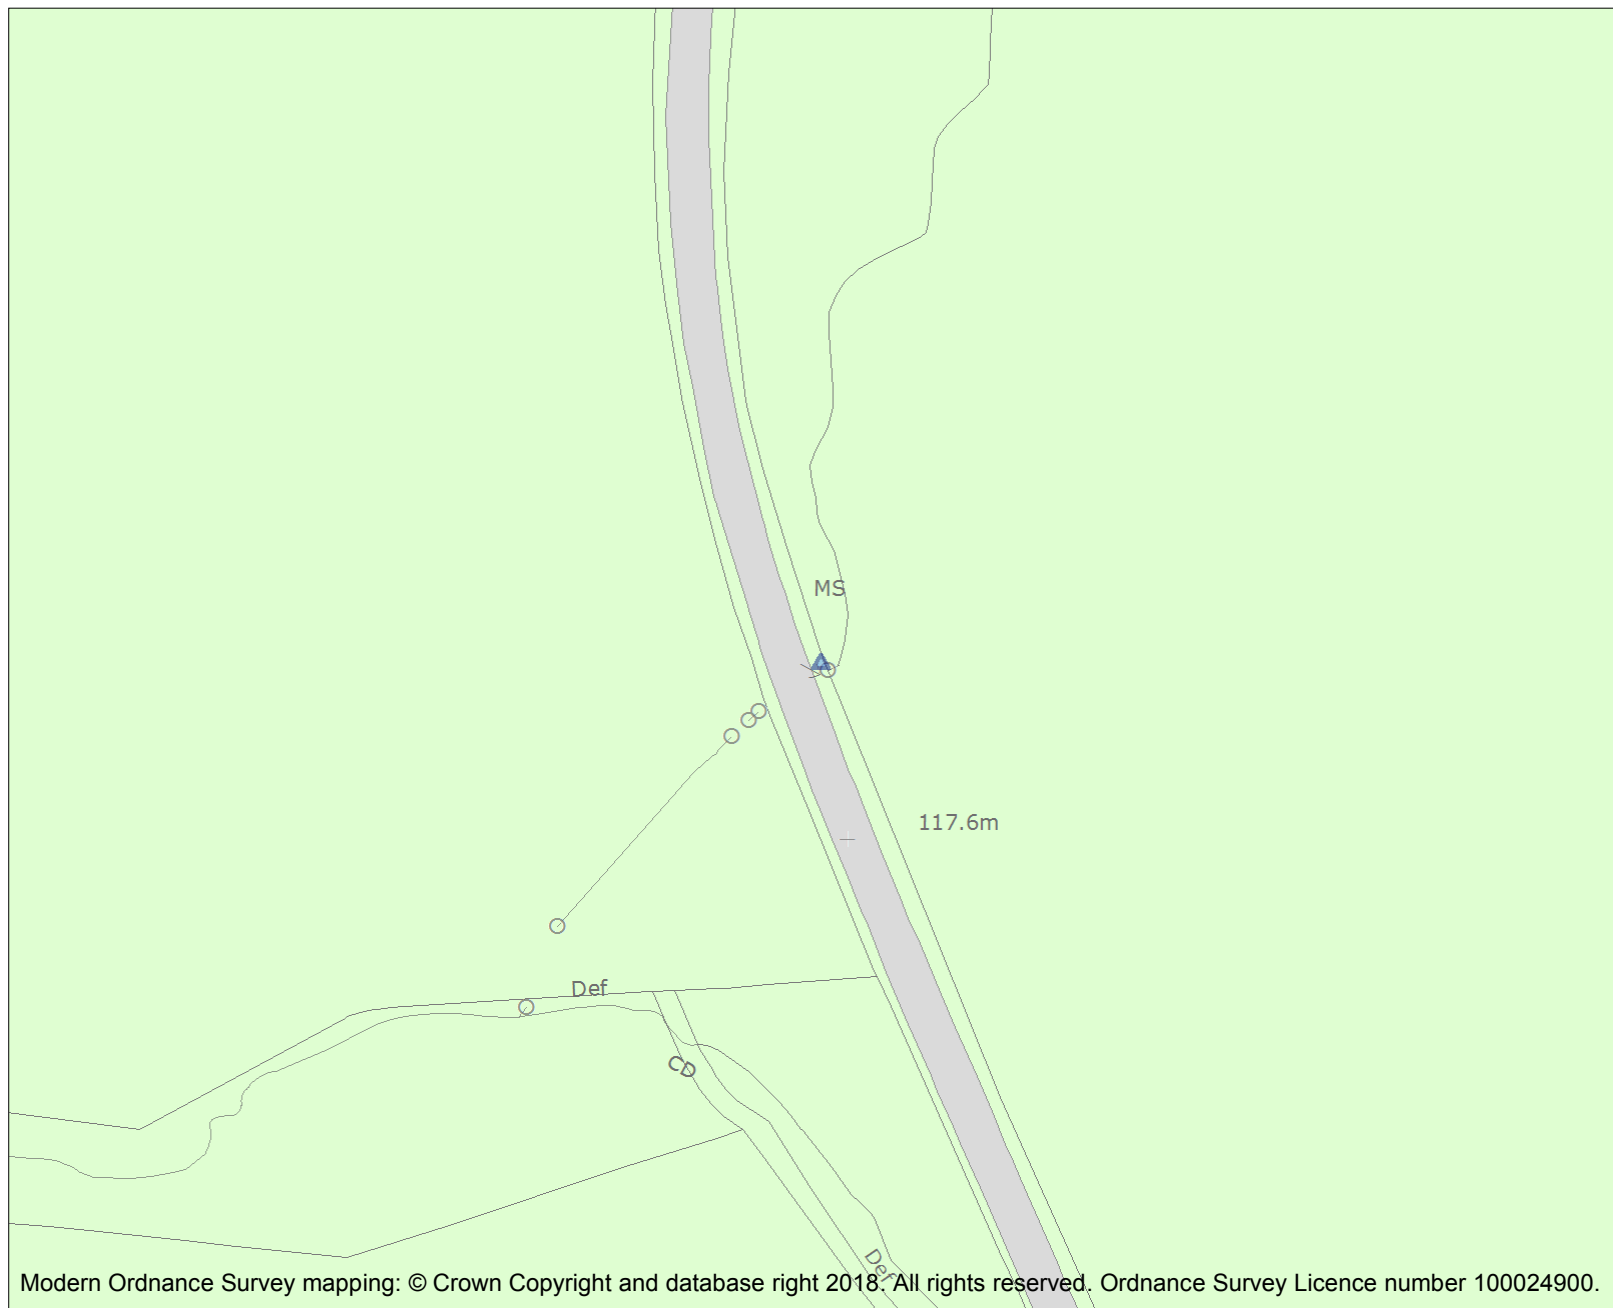 MS
117.6m
Def
CD
Def
Modern Ordnance Survey mapping: © Crown Copyright and database right 2018. All rights reserved. Ordnance Survey Licence number 100024900.